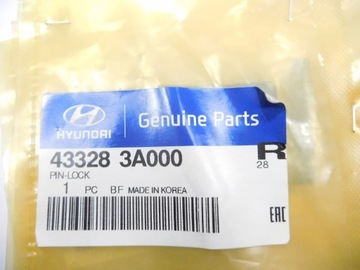 HYUNDAI
Genuine Parts
43328 3A000
R
28
PIN-LOCK
1 PC BF MADE IN KOREA
EAC